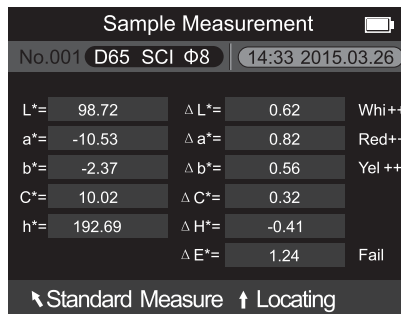 Sample Measurement
No.001 D65 SCI Φ8 14:33 2015.03.26
L*= 98.72 ΔL*= 0.62 Whi++
a*= -10.53 Δa*= 0.82 Red++
b*= -2.37 Δb*= 0.56 Yel ++
C*= 10.02 ΔC*= 0.32
h*= 192.69 ΔH*= -0.41
ΔE*= 1.24 Fail
Standard Measure Locating